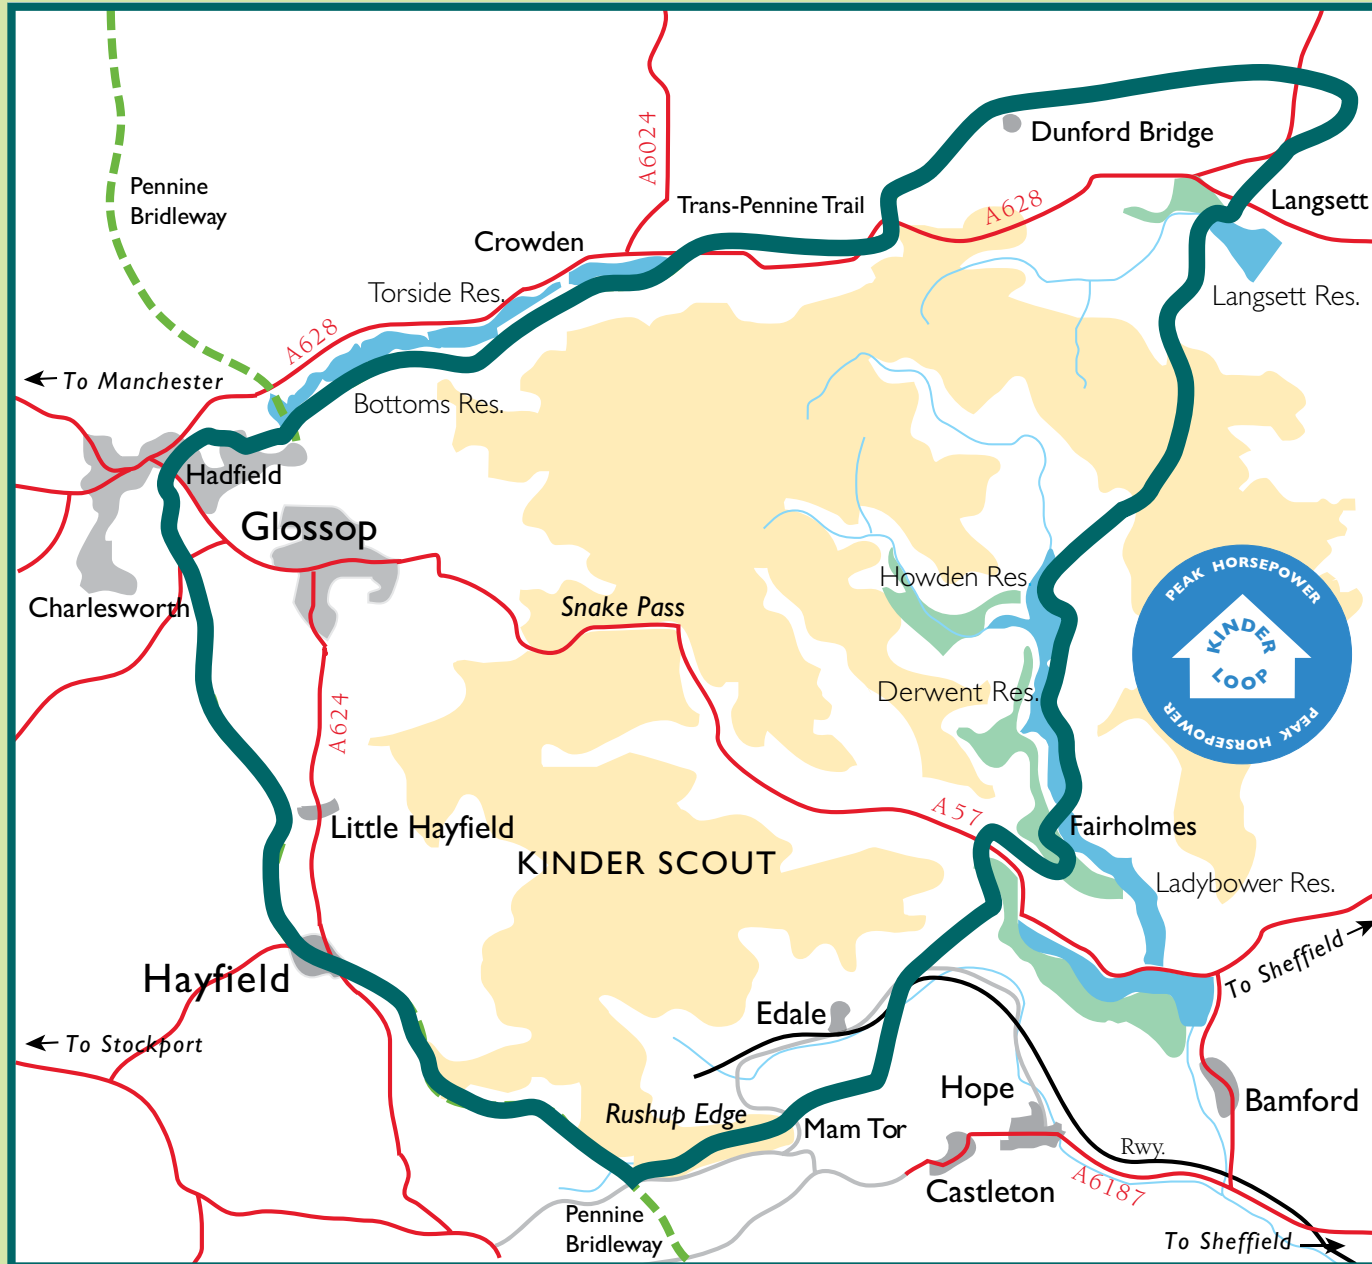 Dunford Bridge
A6024
Pennine
Bridleway
Trans-Pennine Trail
A628
Langsett
Crowden
Torside Res.
Langsett Res.
A628
To Manchester
Bottoms Res.
Hadfield
Glossop
Charlesworth
Snake Pass
Howden Res.
PEAK HORSEPOWER
KINDER
LOOP
PEAK HORSEPOWER
Derwent Res.
A624
Little Hayfield
A57
Fairholmes
KINDER SCOUT
Ladybower Res.
Hayfield
To Sheffield
Edale
To Stockport
Hope
Bamford
Rushup Edge
Mam Tor
Rwy.
A6187
Castleton
Pennine
Bridleway
To Sheffield